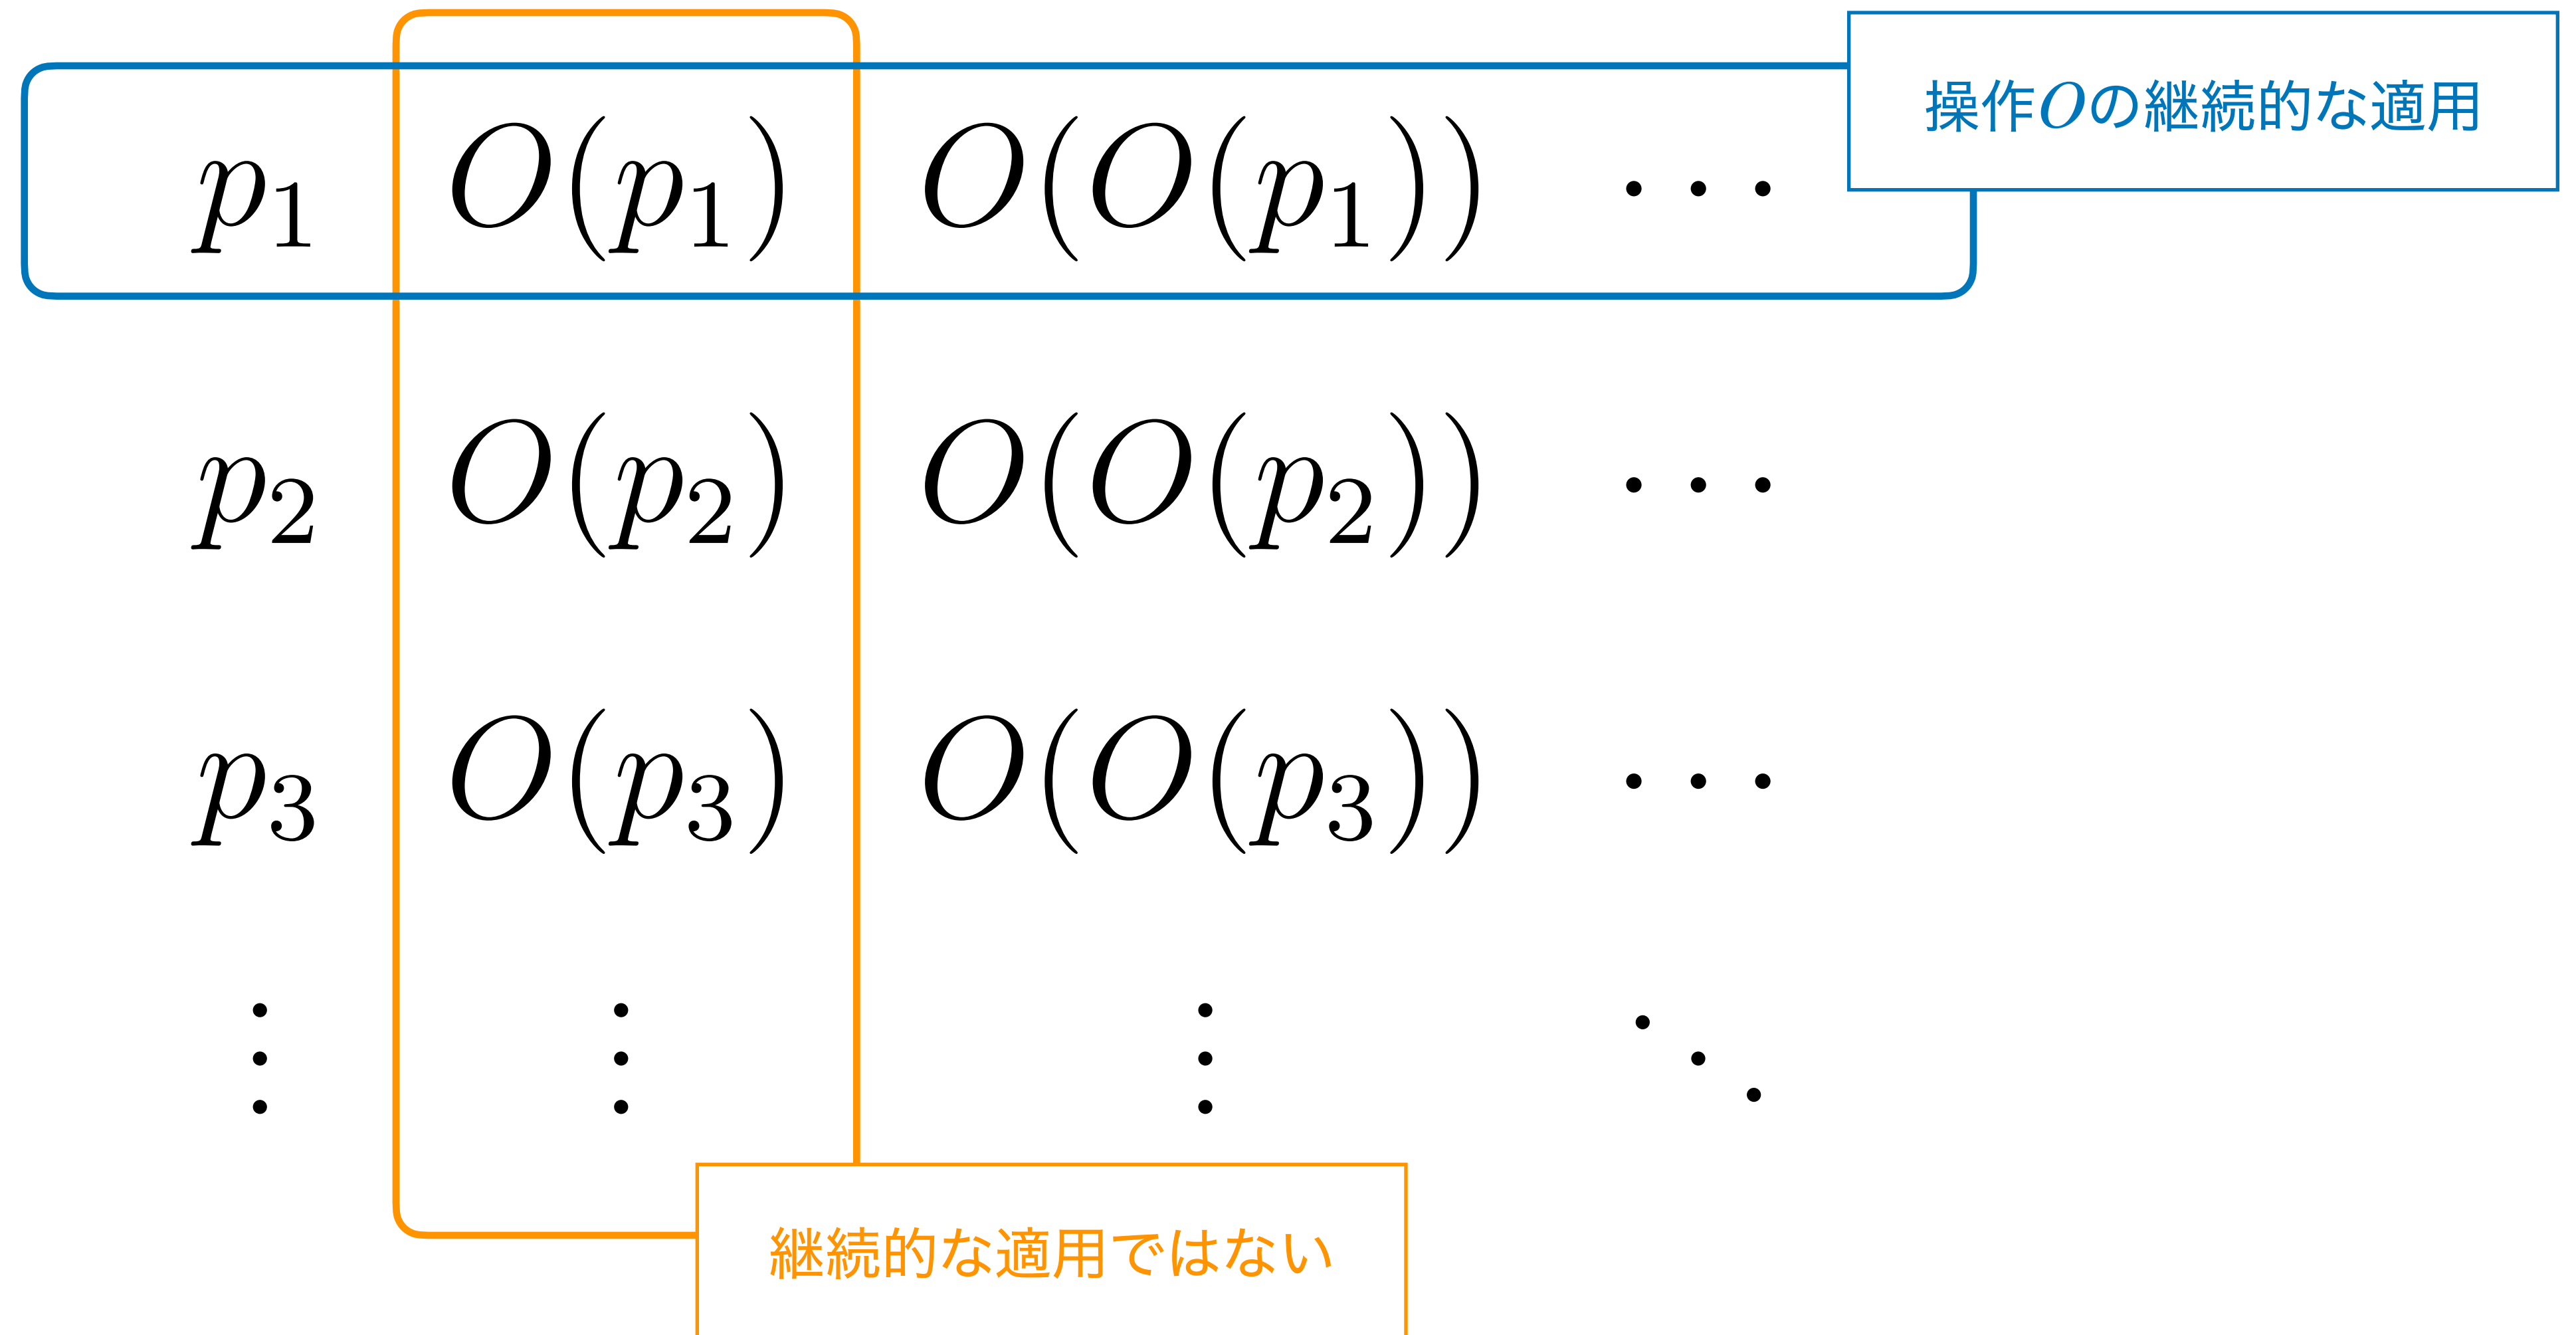 操作Oの継続的な適用
p₁ O(p₁) O(O(p₁)) ⋯
p₂ O(p₂) O(O(p₂)) ⋯
p₃ O(p₃) O(O(p₃)) ⋯
⋮ ⋮ ⋮ ⋱
継続的な適用ではない